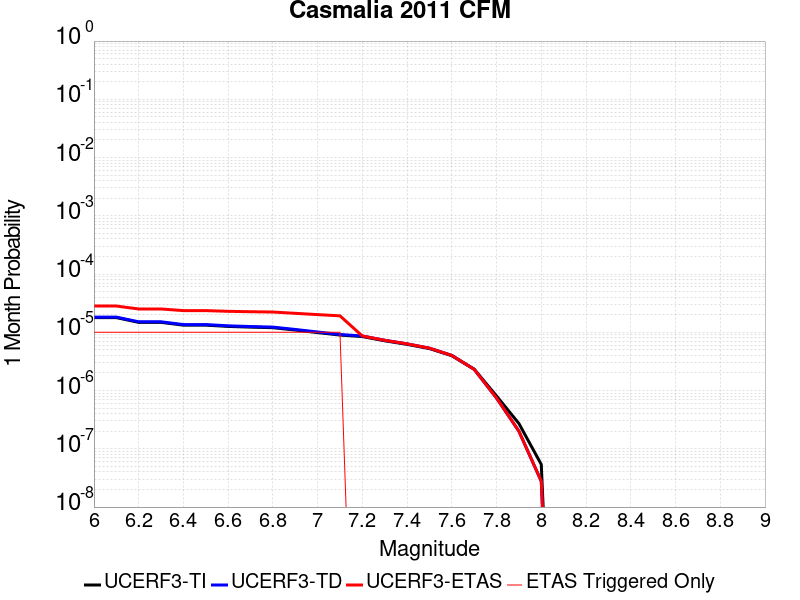 Casmalia 2011 CFM
10^0
10^-1
10^-2
10^-3
10^-4
10^-5
10^-6
10^-7
10^-8
1 Month Probability
6 6.2 6.4 6.6 6.8 7 7.2 7.4 7.6 7.8 8 8.2 8.4 8.6 8.8 9
Magnitude
UCERF3-TI UCERF3-TD UCERF3-ETAS ETAS Triggered Only